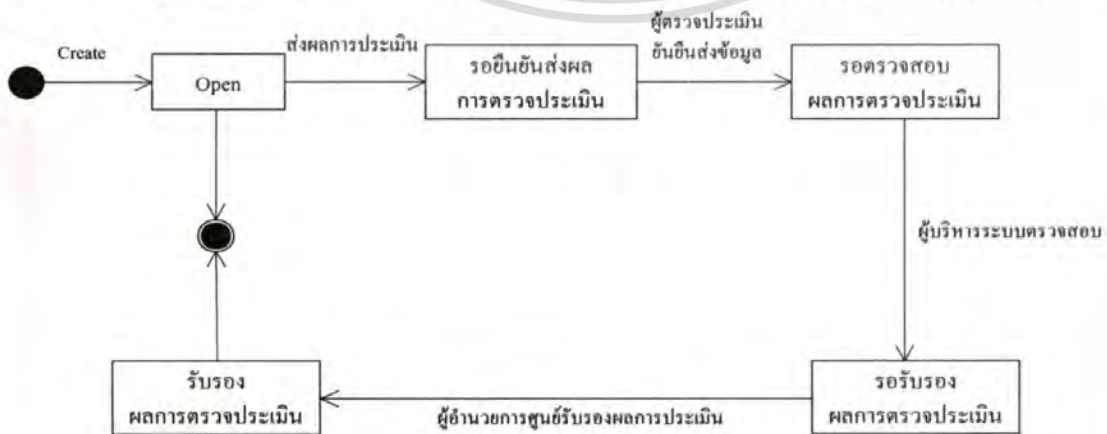 Create
Open
ส่งผลการประเมิน
รอยืนยันส่งผล
การตรวจประเมิน
ผู้ตรวจประเมิน
ยันยืนส่งข้อมูล
รอตรวจสอบ
ผลการตรวจประเมิน
ผู้บริหารระบบตรวจสอบ
รอรับรอง
ผลการตรวจประเมิน
ผู้อำนวยการศูนย์รับรองผลการประเมิน
รับรอง
ผลการตรวจประเมิน